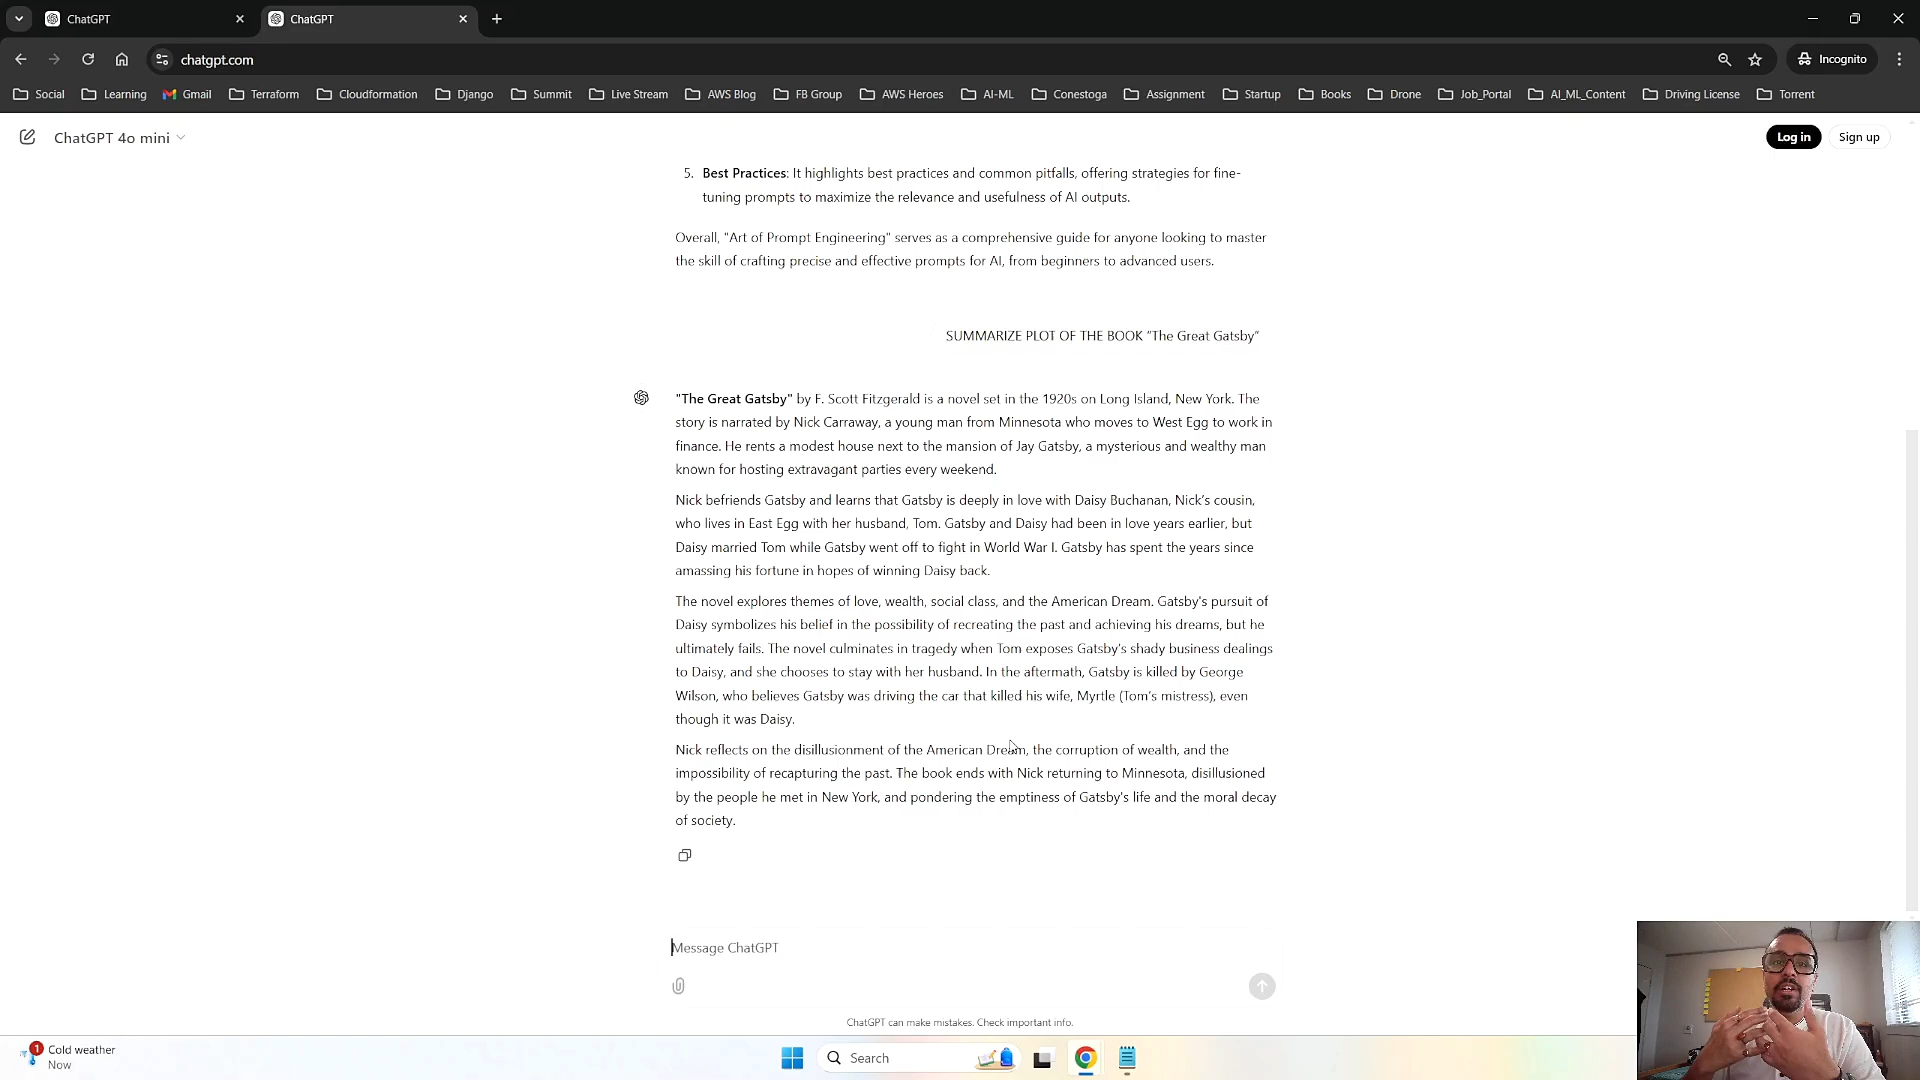 ChatGPT
ChatGPT
chatgpt.com
Incognito
Social
Learning
Gmail
Terraform
Cloudformation
Django
Summit
Live Stream
AWS Blog
FB Group
AWS Heroes
AI-ML
Conestoga
Assignment
Startup
Books
Drone
Job_Portal
AI_ML_Content
Driving License
Torrent
ChatGPT 4o mini
Log in
Sign up
5. Best Practices: It highlights best practices and common pitfalls, offering strategies for fine-
tuning prompts to maximize the relevance and usefulness of AI outputs.
Overall, "Art of Prompt Engineering" serves as a comprehensive guide for anyone looking to master
the skill of crafting precise and effective prompts for AI, from beginners to advanced users.
SUMMARIZE PLOT OF THE BOOK "The Great Gatsby"
"The Great Gatsby" by F. Scott Fitzgerald is a novel set in the 1920s on Long Island, New York. The
story is narrated by Nick Carraway, a young man from Minnesota who moves to West Egg to work in
finance. He rents a modest house next to the mansion of Jay Gatsby, a mysterious and wealthy man
known for hosting extravagant parties every weekend.
Nick befriends Gatsby and learns that Gatsby is deeply in love with Daisy Buchanan, Nick's cousin,
who lives in East Egg with her husband, Tom. Gatsby and Daisy had been in love years earlier, but
Daisy married Tom while Gatsby went off to fight in World War I. Gatsby has spent the years since
amassing his fortune in hopes of winning Daisy back.
The novel explores themes of love, wealth, social class, and the American Dream. Gatsby's pursuit of
Daisy symbolizes his belief in the possibility of recreating the past and achieving his dreams, but he
ultimately fails. The novel culminates in tragedy when Tom exposes Gatsby's shady business dealings
to Daisy, and she chooses to stay with her husband. In the aftermath, Gatsby is killed by George
Wilson, who believes Gatsby was driving the car that killed his wife, Myrtle (Tom's mistress), even
though it was Daisy.
Nick reflects on the disillusionment of the American Dream, the corruption of wealth, and the
impossibility of recapturing the past. The book ends with Nick returning to Minnesota, disillusioned
by the people he met in New York, and pondering the emptiness of Gatsby's life and the moral decay
of society.
Message ChatGPT
ChatGPT can make mistakes. Check important info.
1
Cold weather
Now
Search